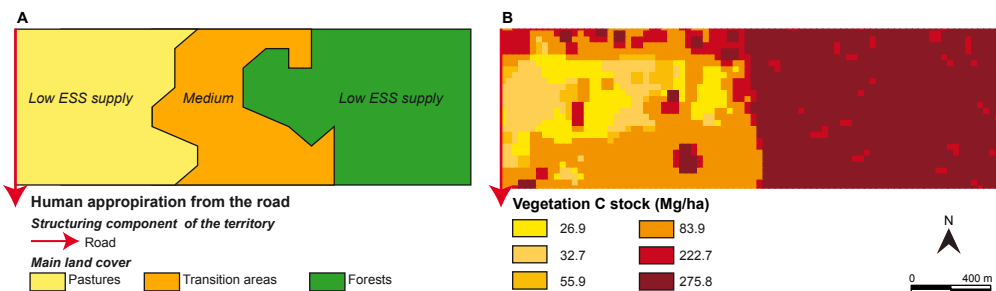 A
Low ESS supply
Medium
Low ESS supply
Human appropiration from the road
Structuring component of the territory
Road
Main land cover
Pastures
Transition areas
Forests
B
Vegetation C stock (Mg/ha)
26.9
83.9
32.7
222.7
55.9
275.8
N
0 400 m